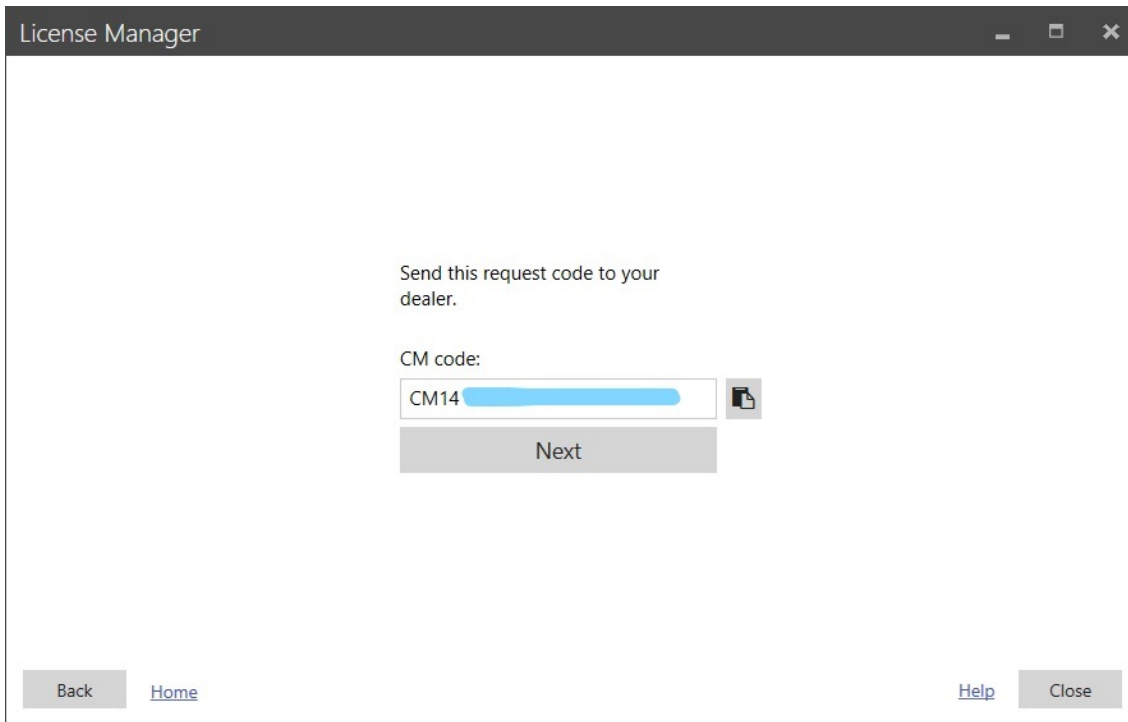 License Manager
Send this request code to your
dealer.
CM code:
CM14
Next
Back
Home
Help
Close